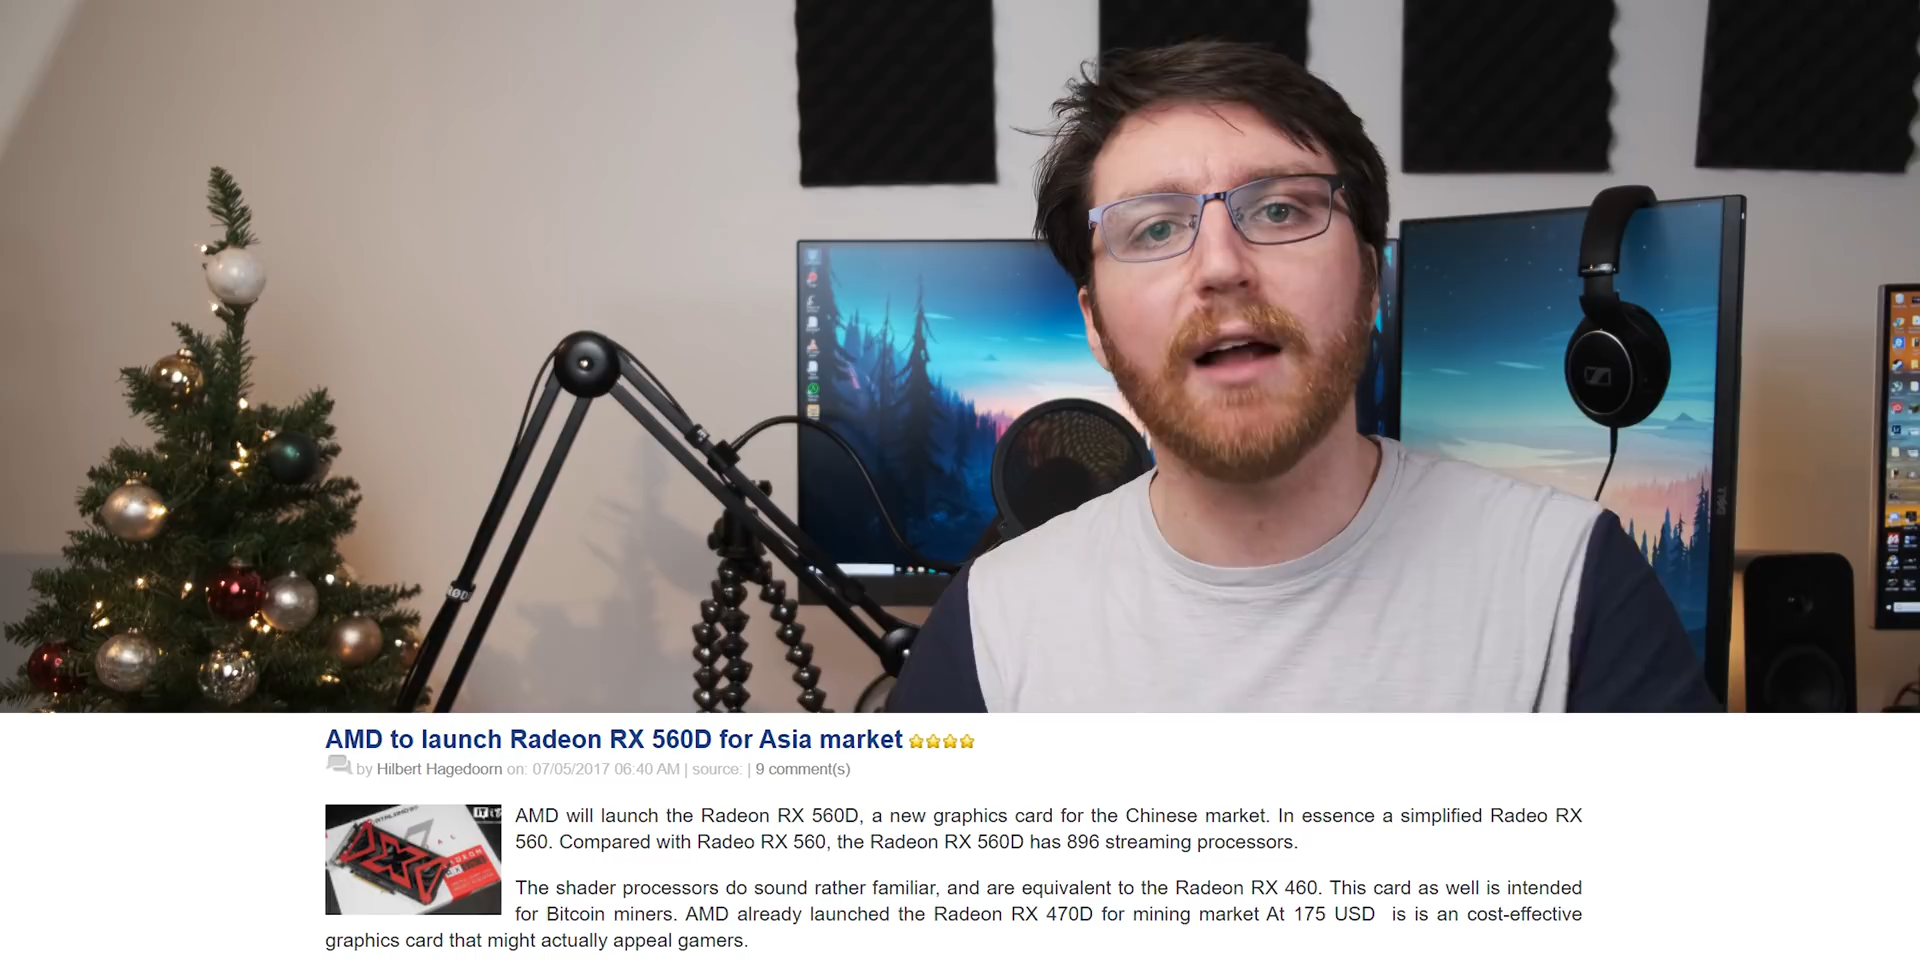 DELL
AMD to launch Radeon RX 560D for Asia market
by Hilbert Hagedoorn on: 07/05/2017 06:40 AM | source: | 9 comment(s)
AMD will launch the Radeon RX 560D, a new graphics card for the Chinese market. In essence a simplified Radeo RX
560. Compared with Radeo RX 560, the Radeon RX 560D has 896 streaming processors.
The shader processors do sound rather familiar, and are equivalent to the Radeon RX 460. This card as well is intended
for Bitcoin miners. AMD already launched the Radeon RX 470D for mining market At 175 USD is is an cost-effective
graphics card that might actually appeal gamers.